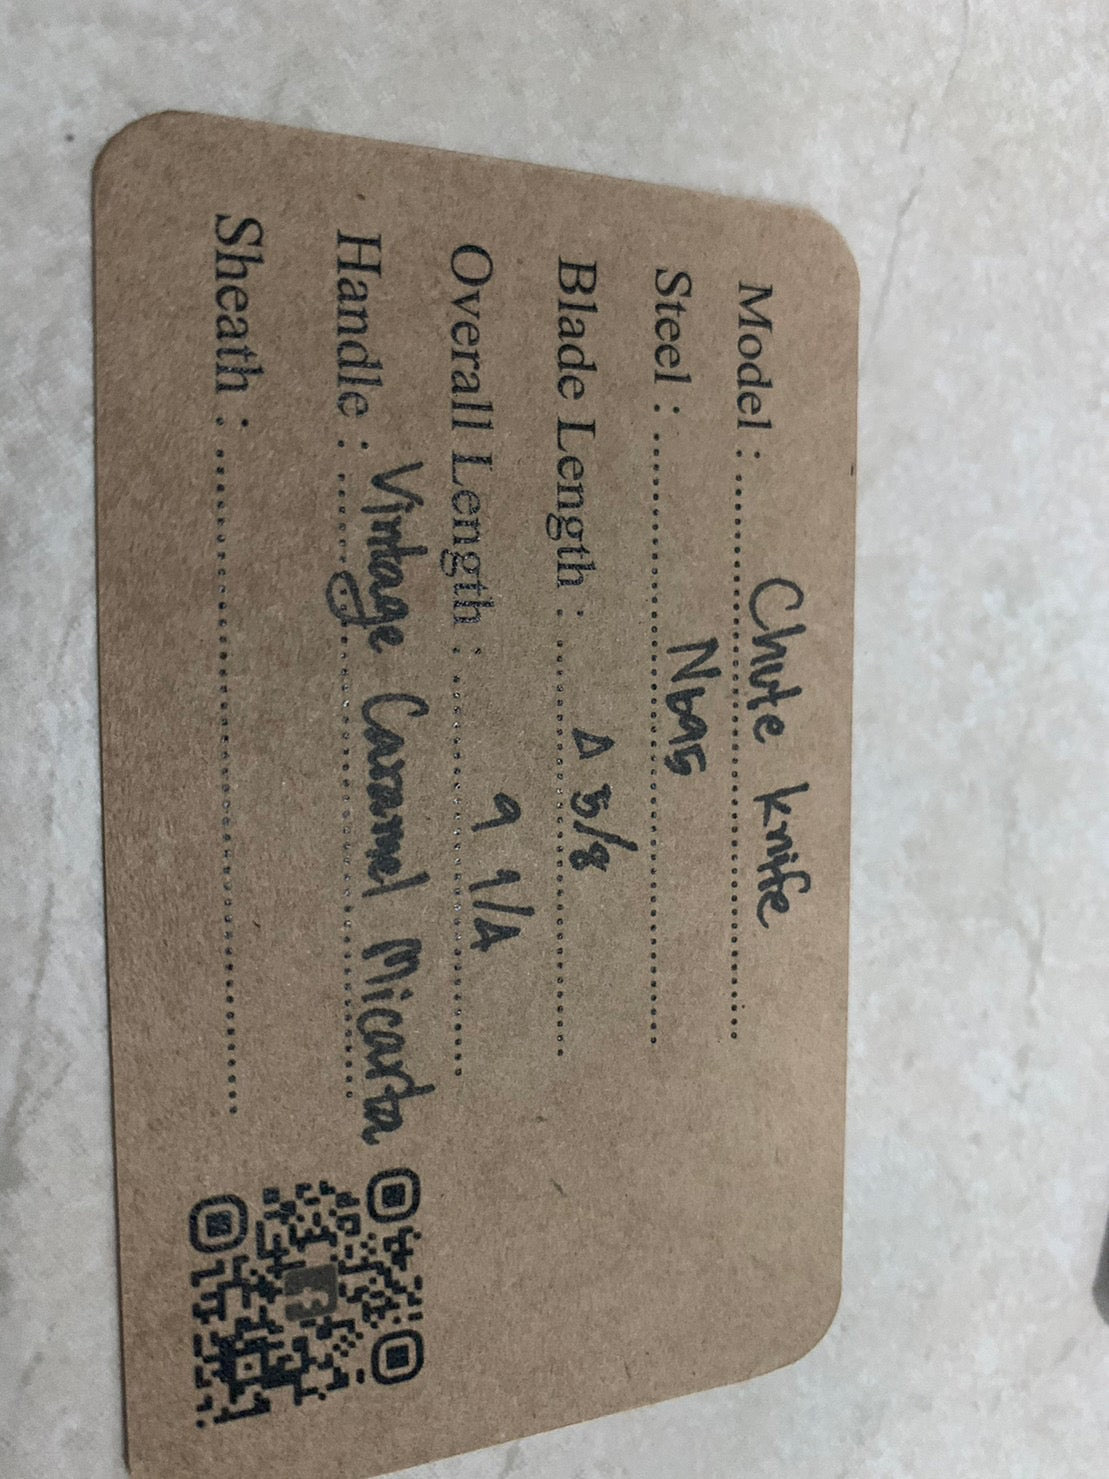 Model : Chute knife
Steel : N695
Blade Length : 4 5/8
Overall Length : 9 1/4
Handle : Vintage Caramel Micarta
Sheath :